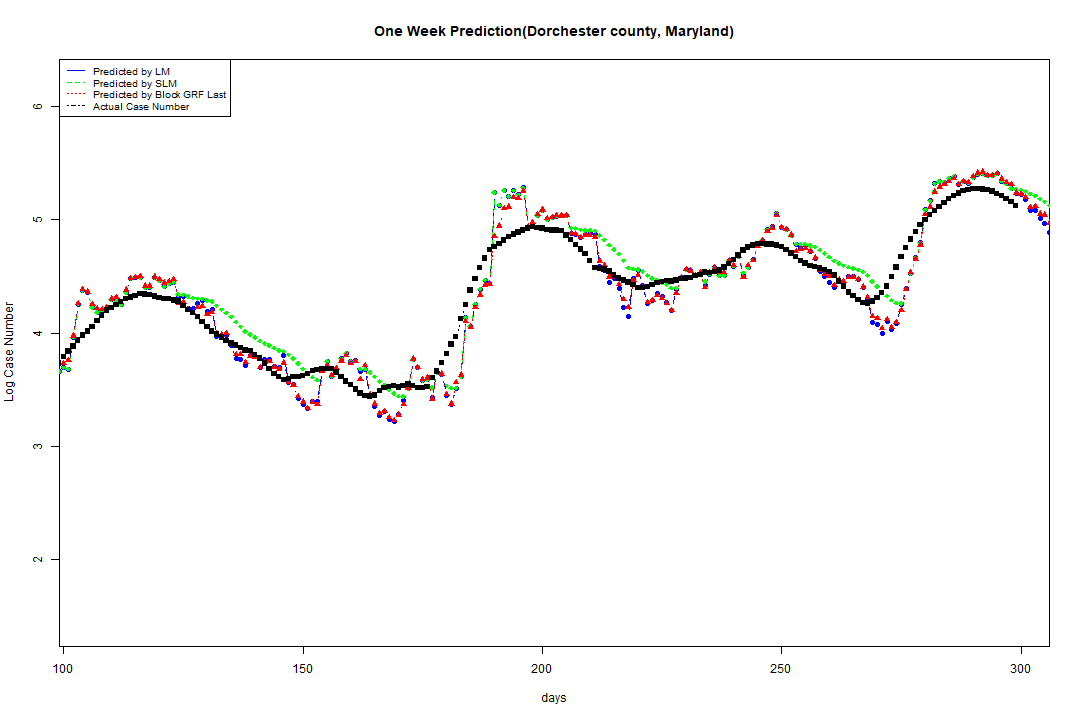 One Week Prediction(Dorchester county, Maryland)
Predicted by LM
Predicted by SLM
Predicted by Block GRF Last
Actual Case Number
6
5
4
3
2
Log Case Number
100 150 200 250 300
days